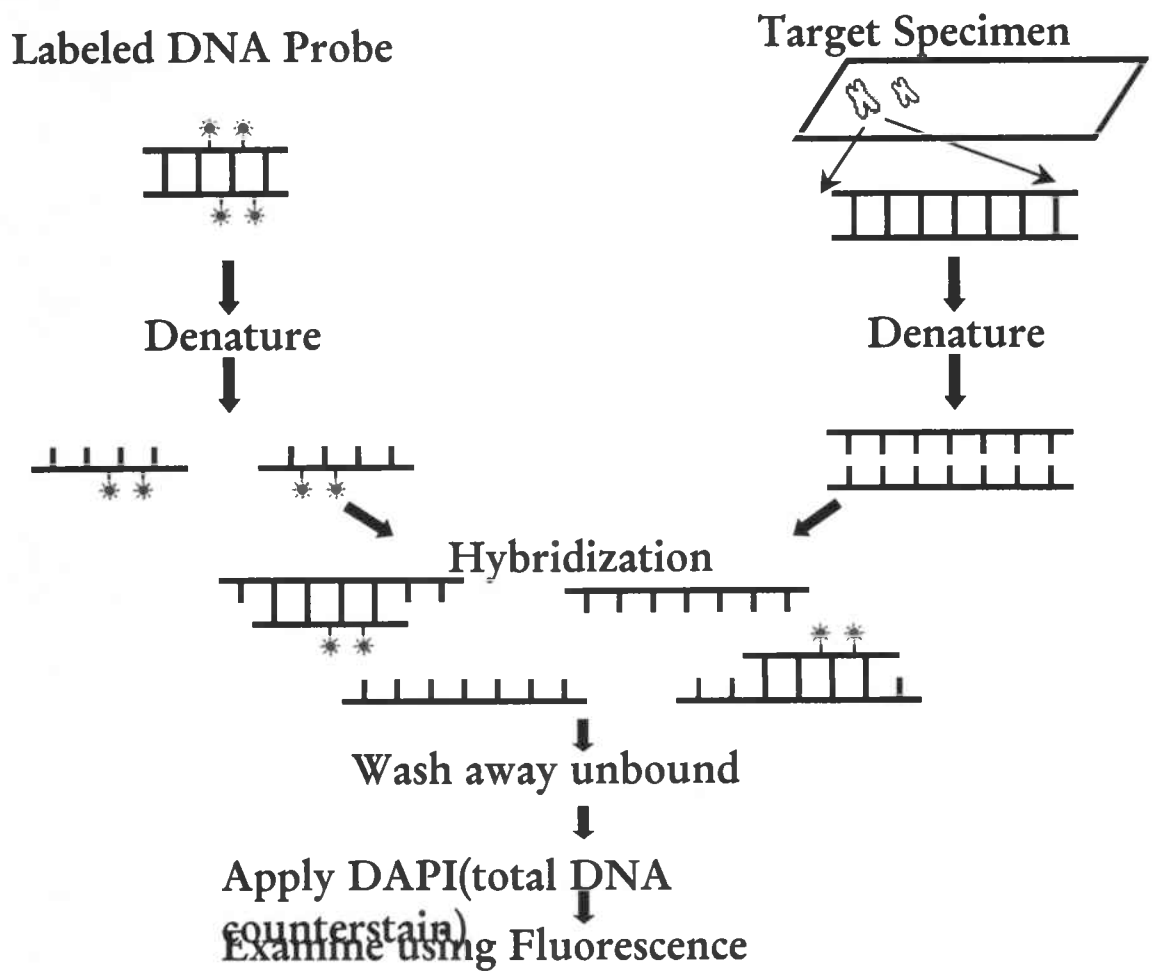 Labeled DNA Probe
Target Specimen
Denature
Denature
Hybridization
Wash away unbound
Apply DAPI(total DNA
counterstain)
Examine using Fluorescence